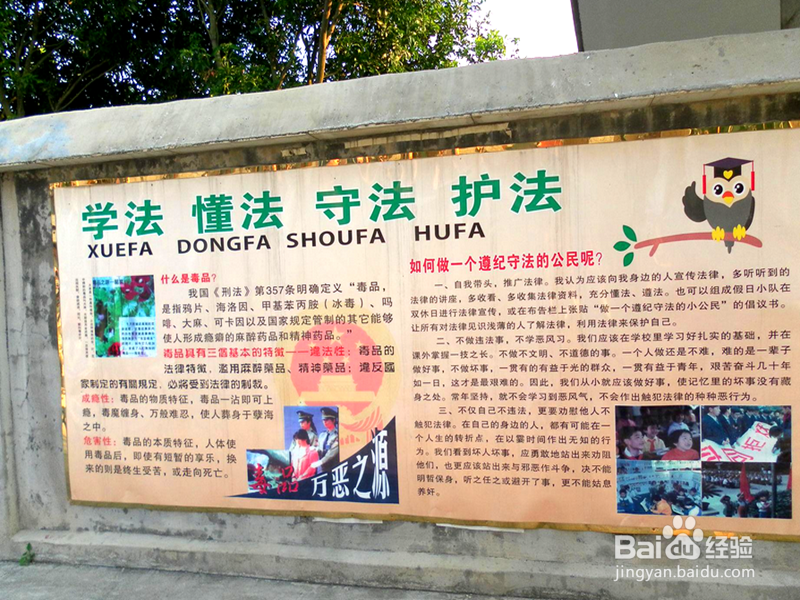 学法 懂法 守法 护法
XUEFA DONGFA SHOUFA HUFA
什么是毒品?
我国《刑法》第357条明确定义“毒品,
是指鸦片、海洛因、甲基苯丙胺(冰毒)、吗
啡、大麻、可卡因以及国家规定管制的其它能够
使人形成瘾癖的麻醉药品和精神药品。”
毒品具有三個基本的特徵——違法性:毒品的
法律特徵,濫用麻醉藥品、精神藥品;違反國
家制定的有關規定,必將受到法律的制裁。
成瘾性:毒品的物质特征,毒品一沾即可上
瘾,毒魔缠身、万般难忍,使人葬身于孽海
之中。
危害性:毒品的本质特征,人体使
用毒品后,即使有短暂的享乐,换
来的则是终生受苦,或走向死亡。
毒品 万恶之源
如何做一个遵纪守法的公民呢?
一、自我带头,推广法律。我认为应该向我身边的人宣传法律,多听听到的
法律的讲座,多收看、多收集法律资料,充分懂法、遵法。也可以组成假日小队在
双休日进行法律宣传,或在布告栏上张贴“做一个遵纪守法的小公民”的倡议书。
让所有对法律见识浅薄的人了解法律,利用法律来保护自己。
二、不做违法事,不学恶风习。我们应该在学校里学习好扎实的基础,并在
课外掌握一技之长。不做不文明、不道德的事。一个人做还是不难,难的是一辈子
做好事,不做坏事,一贯的有益于光的群众,一贯有益于青年,艰苦奋斗几十年
如一日,这才是最艰难的。因此,我们从小就应该做好事,使记忆里的坏事没有藏
身之处。常年坚持,就不会学到恶风气,不会作出触犯法律的种种恶行为。
三、不仅自己不违法,更要劝慰他人不
触犯法律。在自己的身边的人,都有可能在一
个人生的转折点,在以霎时间作出无知的行
为。我们看到坏人坏事,应勇敢地站出来劝阻
他们,也更应该站出来与邪恶作斗争,决不能
明哲保身,听之任之或避开了事,更不能姑息
养奸。
Bai du 经验
jingyan.baidu.com